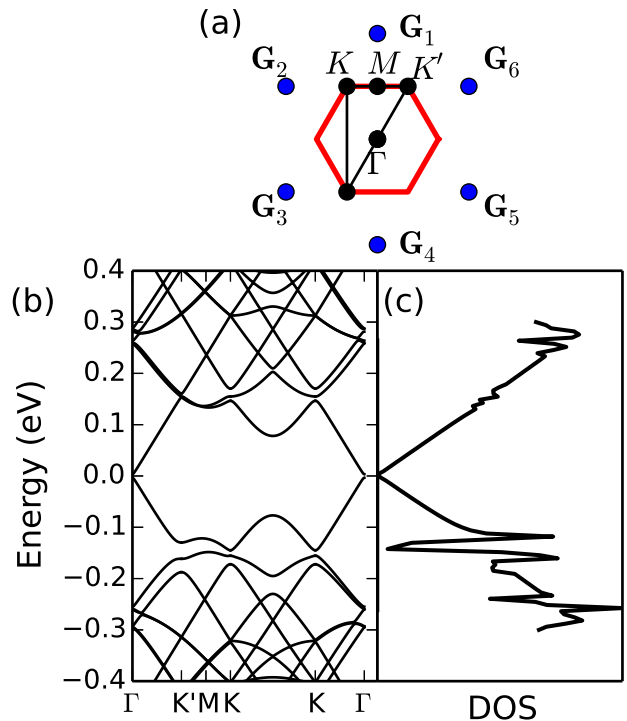 (a)
G₁
G₂ K M K′ G₆
Γ
G₃ G₅
G₄
(b) (c)
Energy (eV)
0.4
0.3
0.2
0.1
0.0
−0.1
−0.2
−0.3
−0.4
Γ K' M K K Γ
DOS